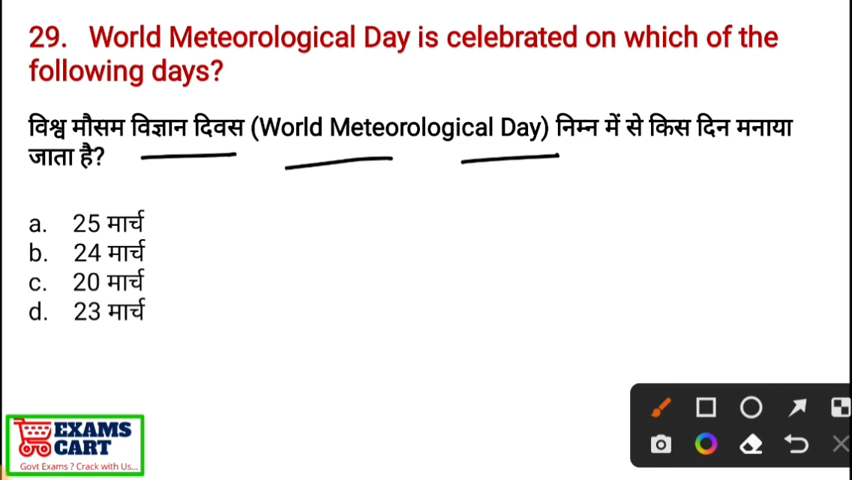 29. World Meteorological Day is celebrated on which of the
following days?
विश्व मौसम विज्ञान दिवस (World Meteorological Day) निम्न में से किस दिन मनाया
जाता है?
a. 25 मार्च
b. 24 मार्च
c. 20 मार्च
d. 23 मार्च
EXAMS
CART
Govt Exams ? Crack with Us...